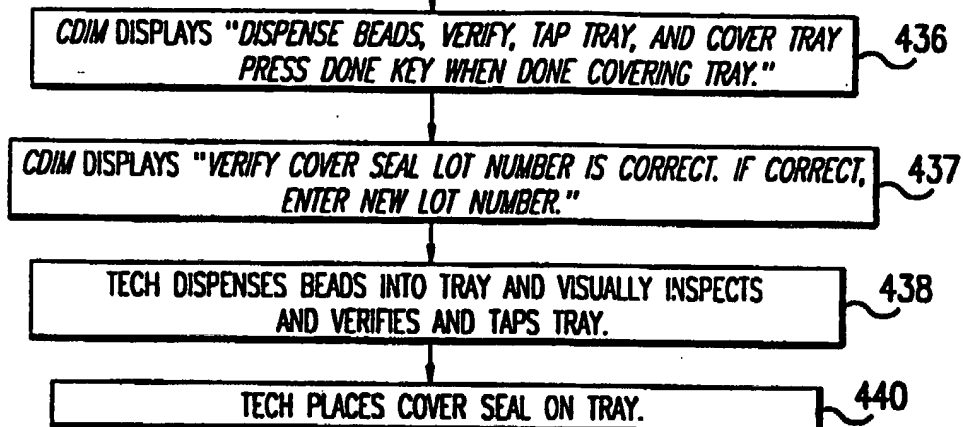 CDIM DISPLAYS "DISPENSE BEADS, VERIFY, TAP TRAY, AND COVER TRAY
PRESS DONE KEY WHEN DONE COVERING TRAY."
436
CDIM DISPLAYS "VERIFY COVER SEAL LOT NUMBER IS CORRECT. IF CORRECT,
ENTER NEW LOT NUMBER."
437
TECH DISPENSES BEADS INTO TRAY AND VISUALLY INSPECTS
AND VERIFIES AND TAPS TRAY.
438
TECH PLACES COVER SEAL ON TRAY.
440